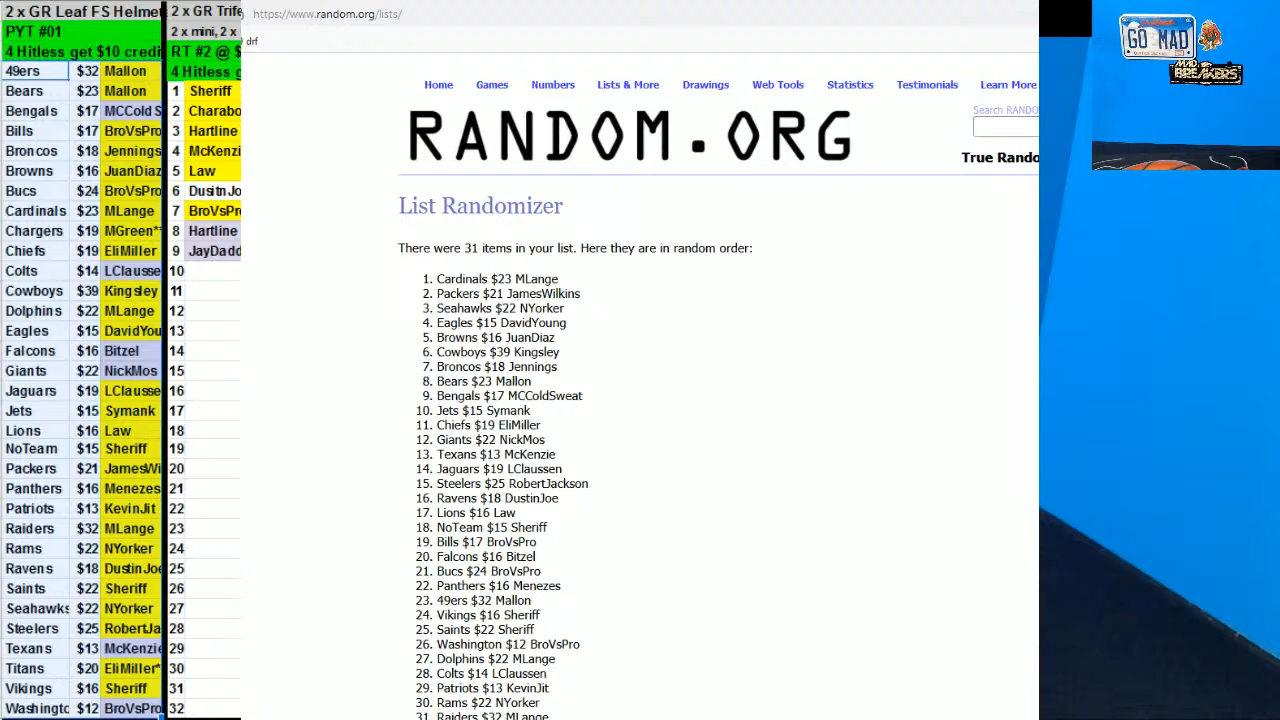 2 x GR Leaf FS Helmet
PYT #01
4 Hitless get $10 credi
49ers $32 Mallon
Bears $23 Mallon
Bengals $17 MCCold S
Bills $17 BroVsPro
Broncos $18 Jennings
Browns $16 JuanDiaz
Bucs $24 BroVsPro
Cardinals $23 MLange
Chargers $19 MGreen**
Chiefs $19 EliMiller
Colts $14 LClausse
Cowboys $39 Kingsley
Dolphins $22 MLange
Eagles $15 DavidYou
Falcons $16 Bitzel
Giants $22 NickMos
Jaguars $19 LClausse
Jets $15 Symank
Lions $16 Law
NoTeam $15 Sheriff
Packers $21 JamesWi
Panthers $16 Menezes
Patriots $13 KevinJit
Raiders $32 MLange
Rams $22 NYorker
Ravens $18 DustinJoe
Saints $22 Sheriff
Seahawks $22 NYorker
Steelers $25 RobertJa
Texans $13 McKenzie
Titans $20 EliMiller*
Vikings $16 Sheriff
Washingto $12 BroVsPro
2 x GR Trife
2 x mini, 2 x
RT #2 @ $
4 Hitless g
1 Sheriff
2 Charabo
3 Hartline
4 McKenzi
5 Law
6 DusitnJo
7 BroVsPr
8 Hartline
9 JayDadd
10
11
12
13
14
15
16
17
18
19
20
21
22
23
24
25
26
27
28
29
30
31
32
https://www.random.org/lists/
drf
Home Games Numbers Lists & More Drawings Web Tools Statistics Testimonials Learn More
RANDOM.ORG
Search RANDO
True Rando
List Randomizer
There were 31 items in your list. Here they are in random order:
1. Cardinals $23 MLange
2. Packers $21 JamesWilkins
3. Seahawks $22 NYorker
4. Eagles $15 DavidYoung
5. Browns $16 JuanDiaz
6. Cowboys $39 Kingsley
7. Broncos $18 Jennings
8. Bears $23 Mallon
9. Bengals $17 MCColdSweat
10. Jets $15 Symank
11. Chiefs $19 EliMiller
12. Giants $22 NickMos
13. Texans $13 McKenzie
14. Jaguars $19 LClaussen
15. Steelers $25 RobertJackson
16. Ravens $18 DustinJoe
17. Lions $16 Law
18. NoTeam $15 Sheriff
19. Bills $17 BroVsPro
20. Falcons $16 Bitzel
21. Bucs $24 BroVsPro
22. Panthers $16 Menezes
23. 49ers $32 Mallon
24. Vikings $16 Sheriff
25. Saints $22 Sheriff
26. Washington $12 BroVsPro
27. Dolphins $22 MLange
28. Colts $14 LClaussen
29. Patriots $13 KevinJit
30. Rams $22 NYorker
31. Raiders $32 MLange
GO MAD
MAD
BREAKERS